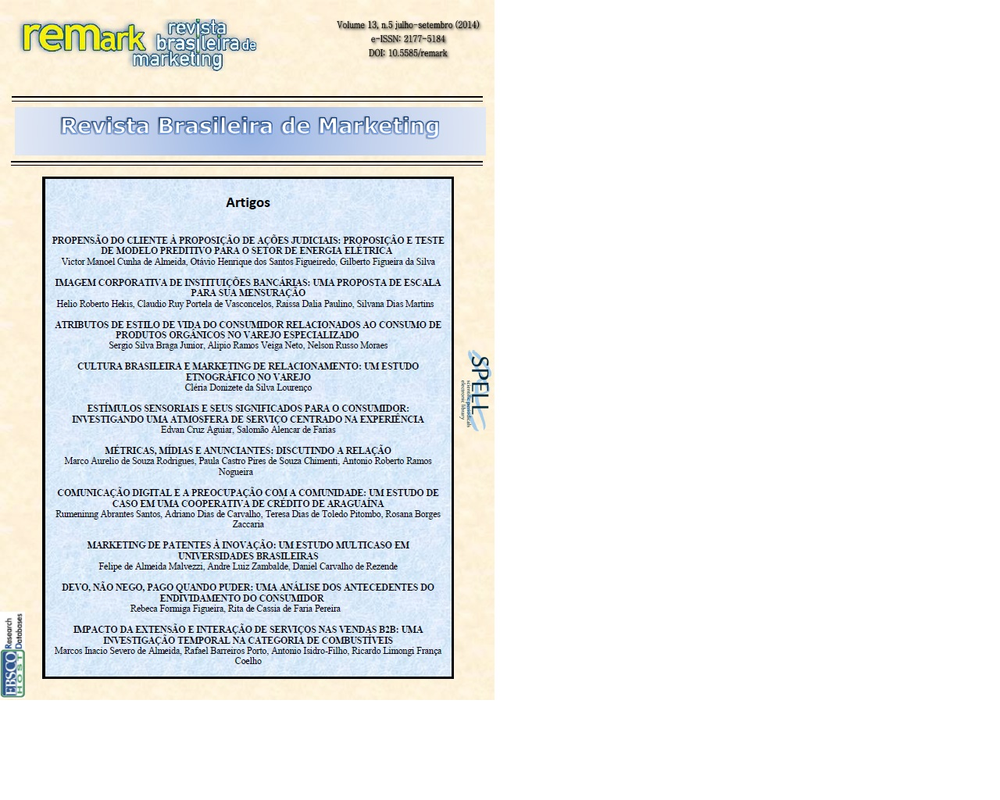 remark revista
brasileira de
marketing
Volume 13, n.5 julho-setembro (2014)
e-ISSN: 2177-5184
DOI: 10.5585/remark
Revista Brasileira de Marketing
Artigos
PROPENSÃO DO CLIENTE À PROPOSIÇÃO DE AÇÕES JUDICIAIS: PROPOSIÇÃO E TESTE
DE MODELO PREDITIVO PARA O SETOR DE ENERGIA ELÉTRICA
Victor Manoel Cunha de Almeida, Otávio Henrique dos Santos Figueiredo, Gilberto Figueira da Silva
IMAGEM CORPORATIVA DE INSTITUIÇÕES BANCÁRIAS: UMA PROPOSTA DE ESCALA
PARA SUA MENSURAÇÃO
Helio Roberto Hekis, Claudio Ruy Portela de Vasconcelos, Raissa Dalia Paulino, Silvana Dias Martins
ATRIBUTOS DE ESTILO DE VIDA DO CONSUMIDOR RELACIONADOS AO CONSUMO DE
PRODUTOS ORGÂNICOS NO VAREJO ESPECIALIZADO
Sergio Silva Braga Junior, Alipio Ramos Veiga Neto, Nelson Russo Moraes
CULTURA BRASILEIRA E MARKETING DE RELACIONAMENTO: UM ESTUDO
ETNOGRÁFICO NO VAREJO
Cléria Donizete da Silva Lourenço
ESTÍMULOS SENSORIAIS E SEUS SIGNIFICADOS PARA O CONSUMIDOR:
INVESTIGANDO UMA ATMOSFERA DE SERVIÇO CENTRADO NA EXPERIÊNCIA
Edvan Cruz Aguiar, Salomão Alencar de Farias
MÉTRICAS, MÍDIAS E ANUNCIANTES: DISCUTINDO A RELAÇÃO
Marco Aurelio de Souza Rodrigues, Paula Castro Pires de Souza Chimenti, Antonio Roberto Ramos
Nogueira
COMUNICAÇÃO DIGITAL E A PREOCUPAÇÃO COM A COMUNIDADE: UM ESTUDO DE
CASO EM UMA COOPERATIVA DE CRÉDITO DE ARAGUAÍNA
Rumeninng Abrantes Santos, Adriano Dias de Carvalho, Teresa Dias de Toledo Pitombo, Rosana Borges
Zaccaria
MARKETING DE PATENTES À INOVAÇÃO: UM ESTUDO MULTICASO EM
UNIVERSIDADES BRASILEIRAS
Felipe de Almeida Malvezzi, Andre Luiz Zambalde, Daniel Carvalho de Rezende
DEVO, NÃO NEGO, PAGO QUANDO PUDER: UMA ANÁLISE DOS ANTECEDENTES DO
ENDIVIDAMENTO DO CONSUMIDOR
Rebeca Formiga Figueira, Rita de Cassia de Faria Pereira
IMPACTO DA EXTENSÃO E INTERAÇÃO DE SERVIÇOS NAS VENDAS B2B: UMA
INVESTIGAÇÃO TEMPORAL NA CATEGORIA DE COMBUSTÍVEIS
Marcos Inacio Severo de Almeida, Rafael Barreiros Porto, Antonio Isidro-Filho, Ricardo Limongi França
Coelho
SPELL
scientific periodicals
electronic library
EBSCO
HOST
Research
Databases